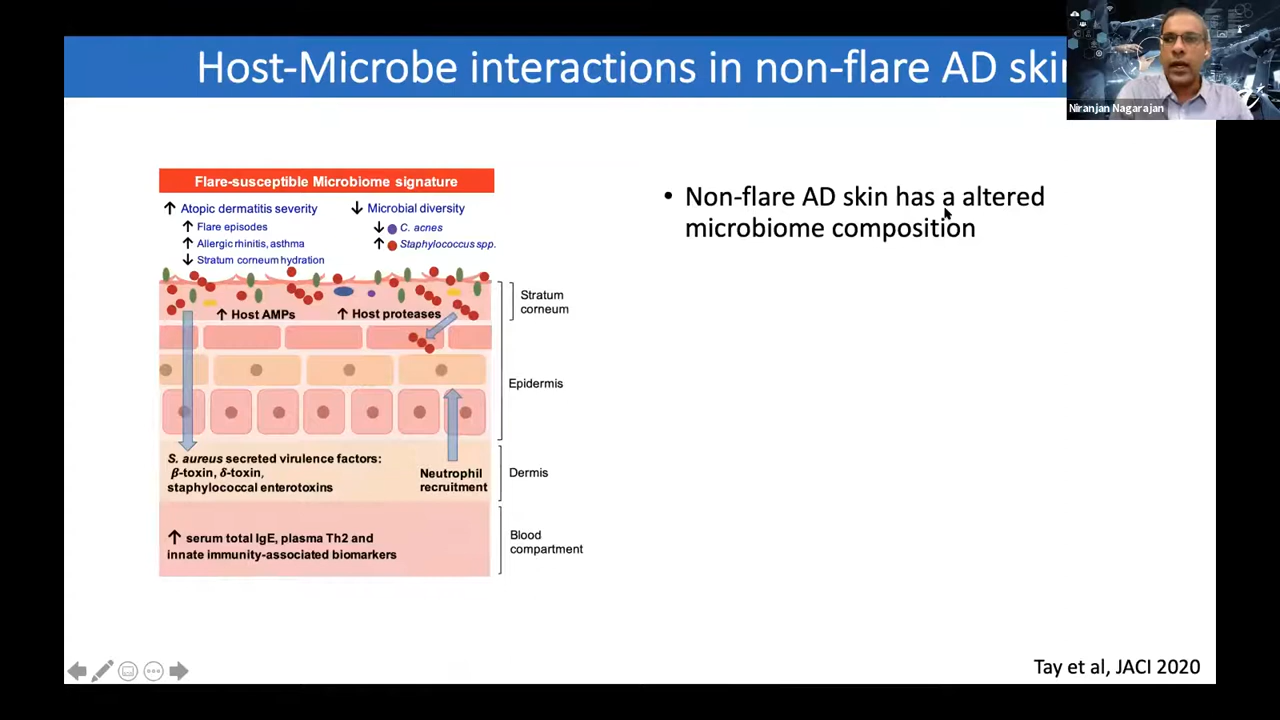 Host-Microbe interactions in non-flare AD ski
Niranjan Nagarajan
Flare-susceptible Microbiome signature
↑ Atopic dermatitis severity
↑ Flare episodes
↑ Allergic rhinitis, asthma
↓ Stratum corneum hydration
↓ Microbial diversity
↓ C. acnes
↑ Staphylococcus spp.
↑ Host AMPs
↑ Host proteases
Stratum
corneum
Epidermis
S. aureus secreted virulence factors:
β-toxin, δ-toxin,
staphylococcal enterotoxins
Neutrophil
recruitment
Dermis
↑ serum total IgE, plasma Th2 and
innate immunity-associated biomarkers
Blood
compartment
• Non-flare AD skin has a altered
microbiome composition
Tay et al, JACI 2020